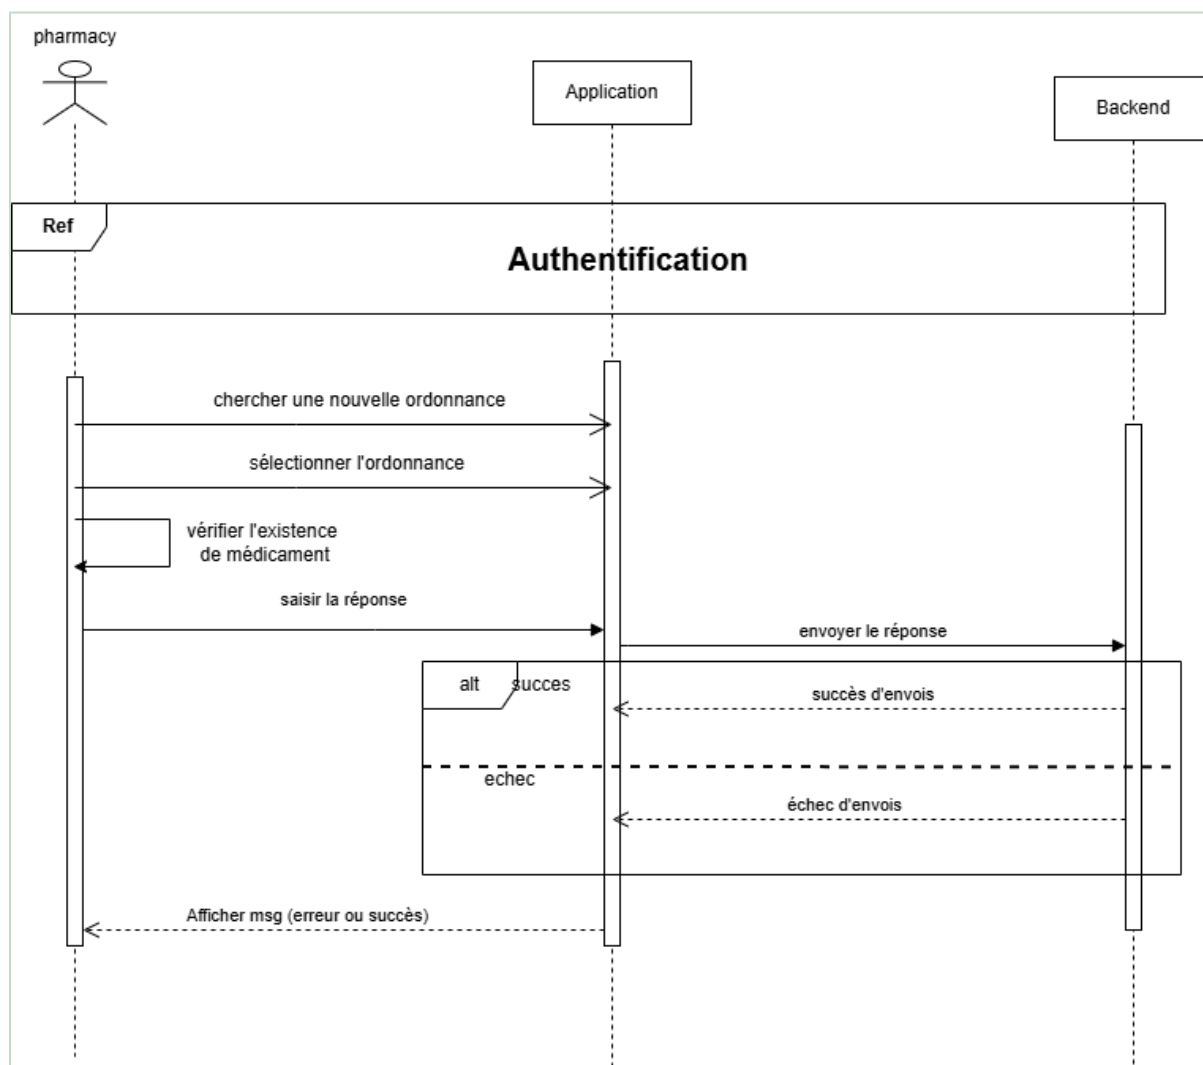 pharmacy
Application
Backend
Ref
Authentification
chercher une nouvelle ordonnance
sélectionner l'ordonnance
vérifier l'existence
de médicament
saisir la réponse
envoyer le réponse
alt
succes
succès d'envois
echec
échec d'envois
Afficher msg (erreur ou succès)